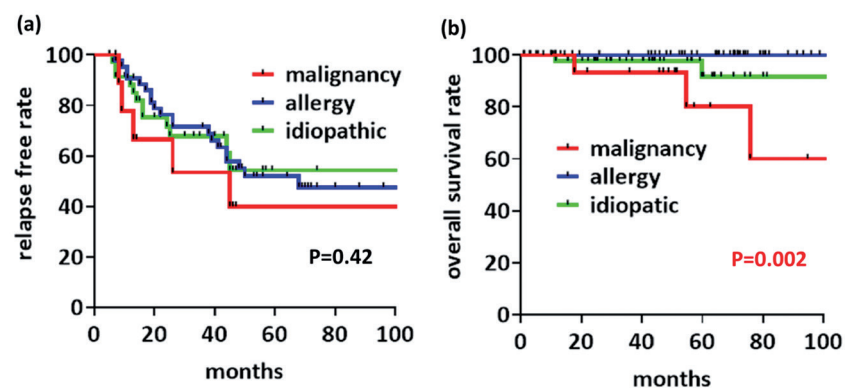 (a)
relapse free rate
100
80
60
40
20
0
malignancy
allergy
idiopathic
P=0.42
0 20 40 60 80 100
months
(b)
overall survival rate
100
80
60
40
20
0
malignancy
allergy
idiopatic
P=0.002
0 20 40 60 80 100
months